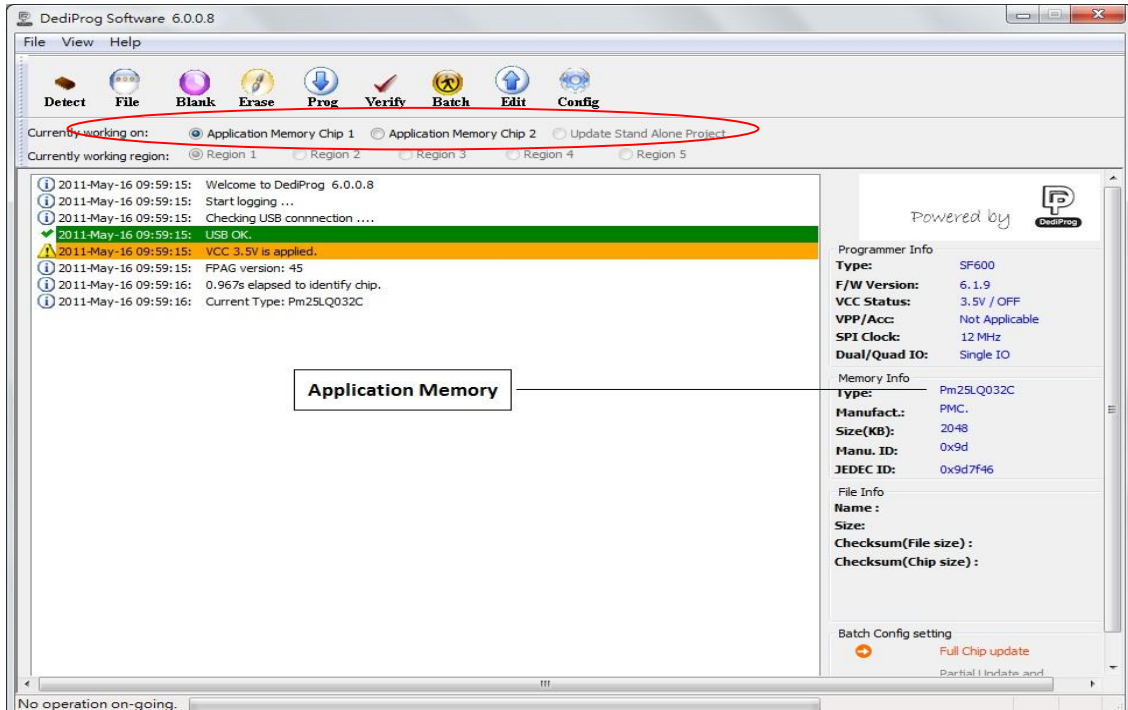 DediProg Software 6.0.0.8
File View Help
Detect File Blank Erase Prog Verify Batch Edit Config
Currently working on: Application Memory Chip 1 Application Memory Chip 2 Update Stand Alone Project
Currently working region: Region 1 Region 2 Region 3 Region 4 Region 5
2011-May-16 09:59:15: Welcome to DediProg 6.0.0.8
2011-May-16 09:59:15: Start logging ...
2011-May-16 09:59:15: Checking USB connnection ....
2011-May-16 09:59:15: USB OK.
2011-May-16 09:59:15: VCC 3.5V is applied.
2011-May-16 09:59:15: FPAG version: 45
2011-May-16 09:59:16: 0.967s elapsed to identify chip.
2011-May-16 09:59:16: Current Type: Pm25LQ032C
Application Memory
Powered by DediProg
Programmer Info
Type: SF600
F/W Version: 6.1.9
VCC Status: 3.5V / OFF
VPP/Acc: Not Applicable
SPI Clock: 12 MHz
Dual/Quad IO: Single IO
Memory Info
Type: Pm25LQ032C
Manufact.: PMC.
Size(KB): 2048
Manu. ID: 0x9d
JEDEC ID: 0x9d7f46
File Info
Name :
Size:
Checksum(File size) :
Checksum(Chip size) :
Batch Config setting
Full Chip update
Partial Update and
No operation on-going.